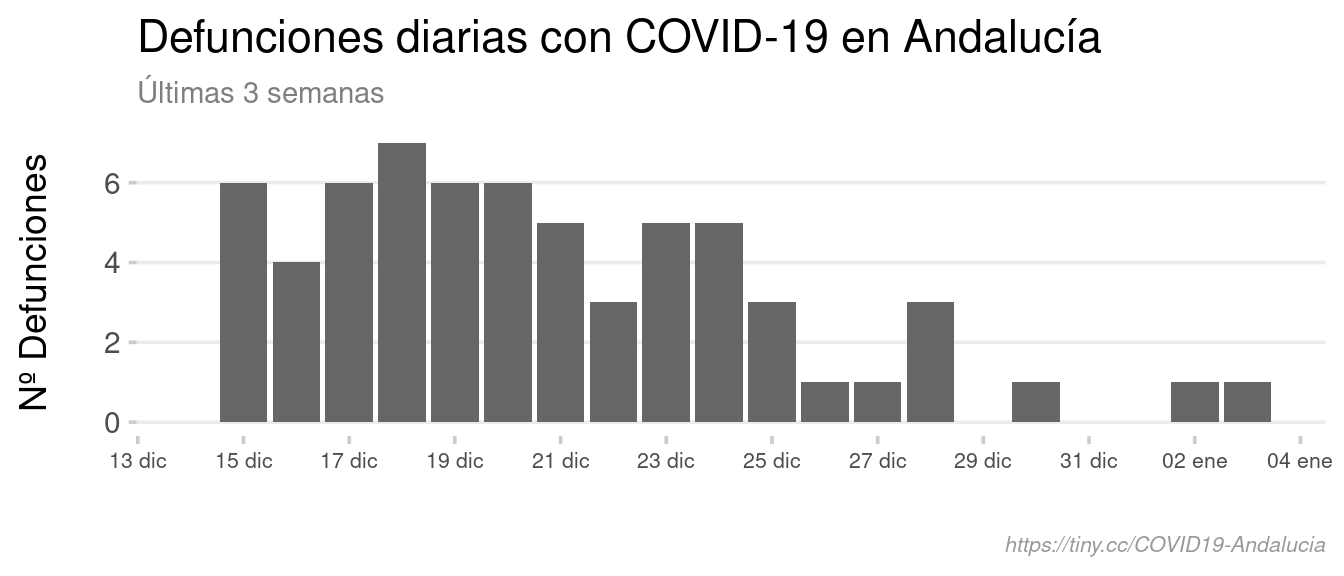 Defunciones diarias con COVID-19 en Andalucía
Últimas 3 semanas
Nº Defunciones
6
4
2
0
13 dic 15 dic 17 dic 19 dic 21 dic 23 dic 25 dic 27 dic 29 dic 31 dic 02 ene 04 ene
https://tiny.cc/COVID19-Andalucia